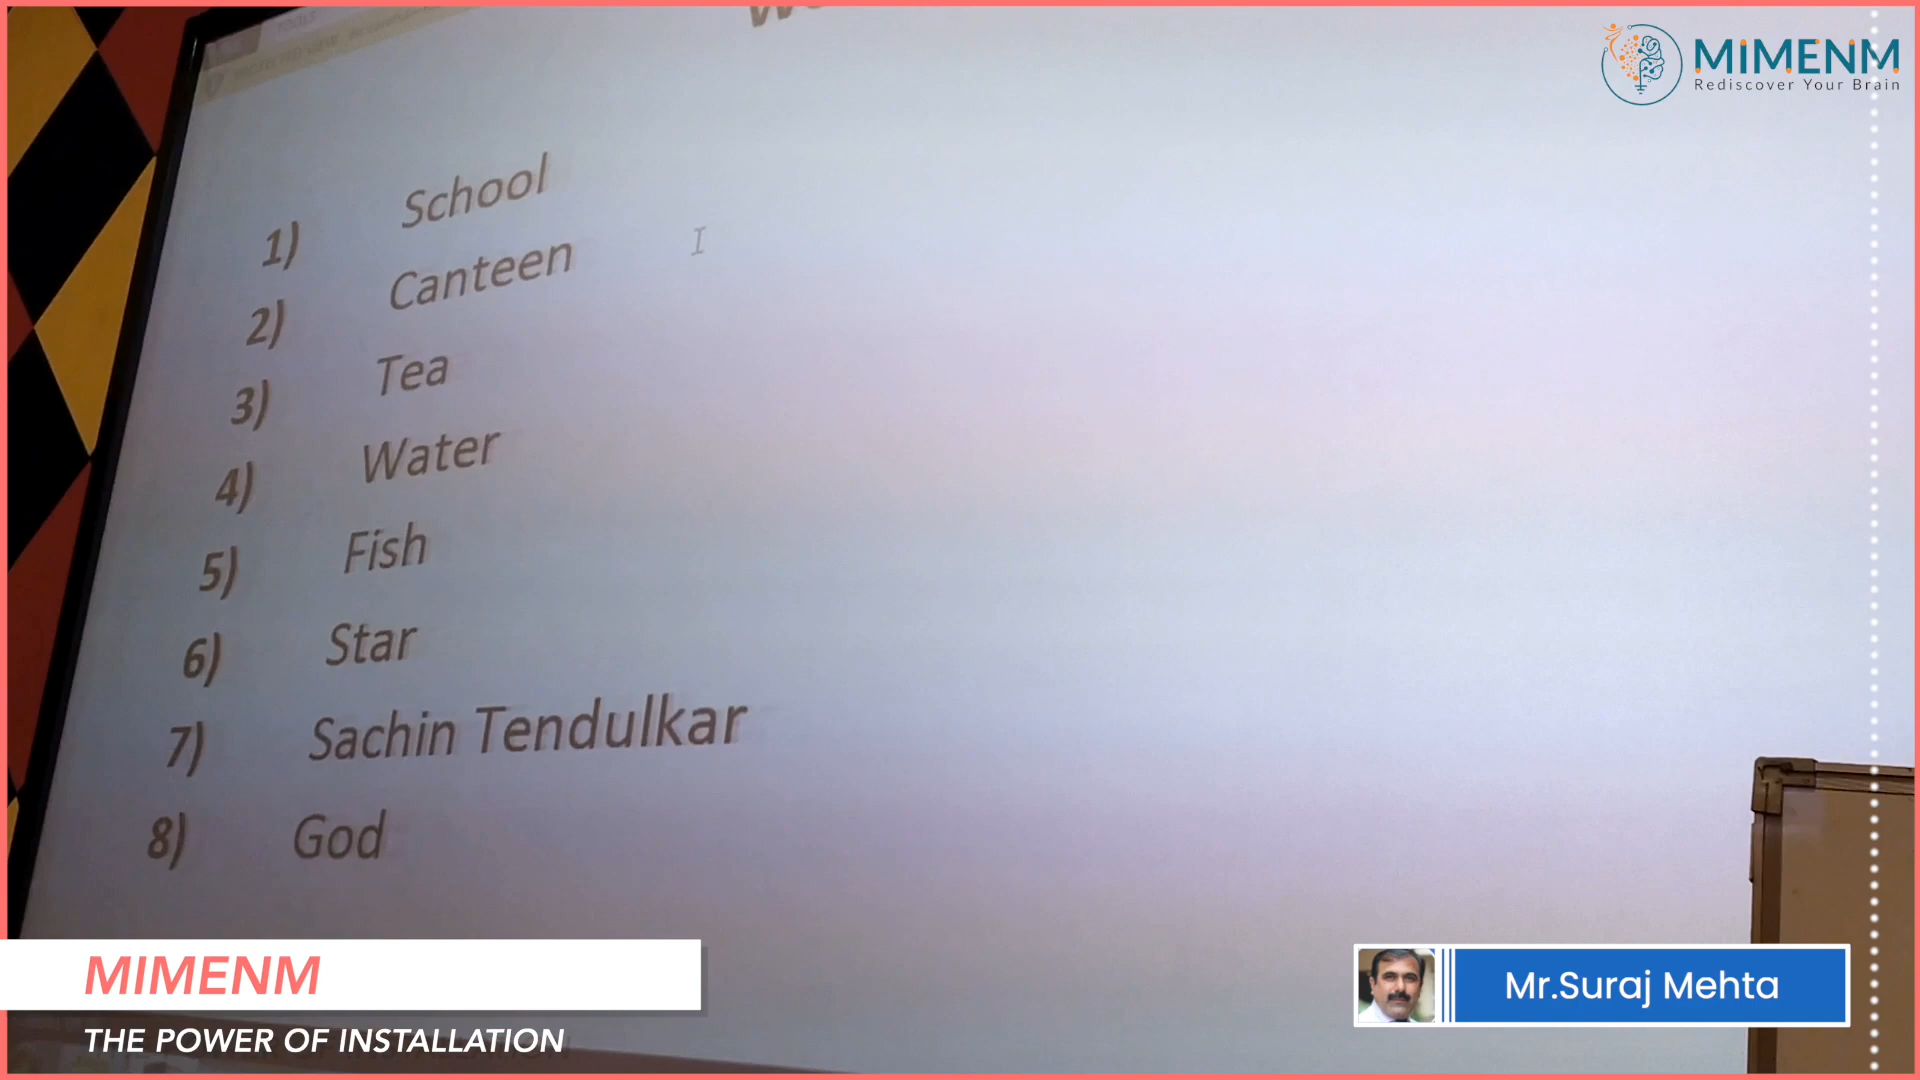 MIMENM
Rediscover Your Brain
1) School
2) Canteen
3) Tea
4) Water
5) Fish
6) Star
7) Sachin Tendulkar
8) God
MIMENM
THE POWER OF INSTALLATION
Mr.Suraj Mehta